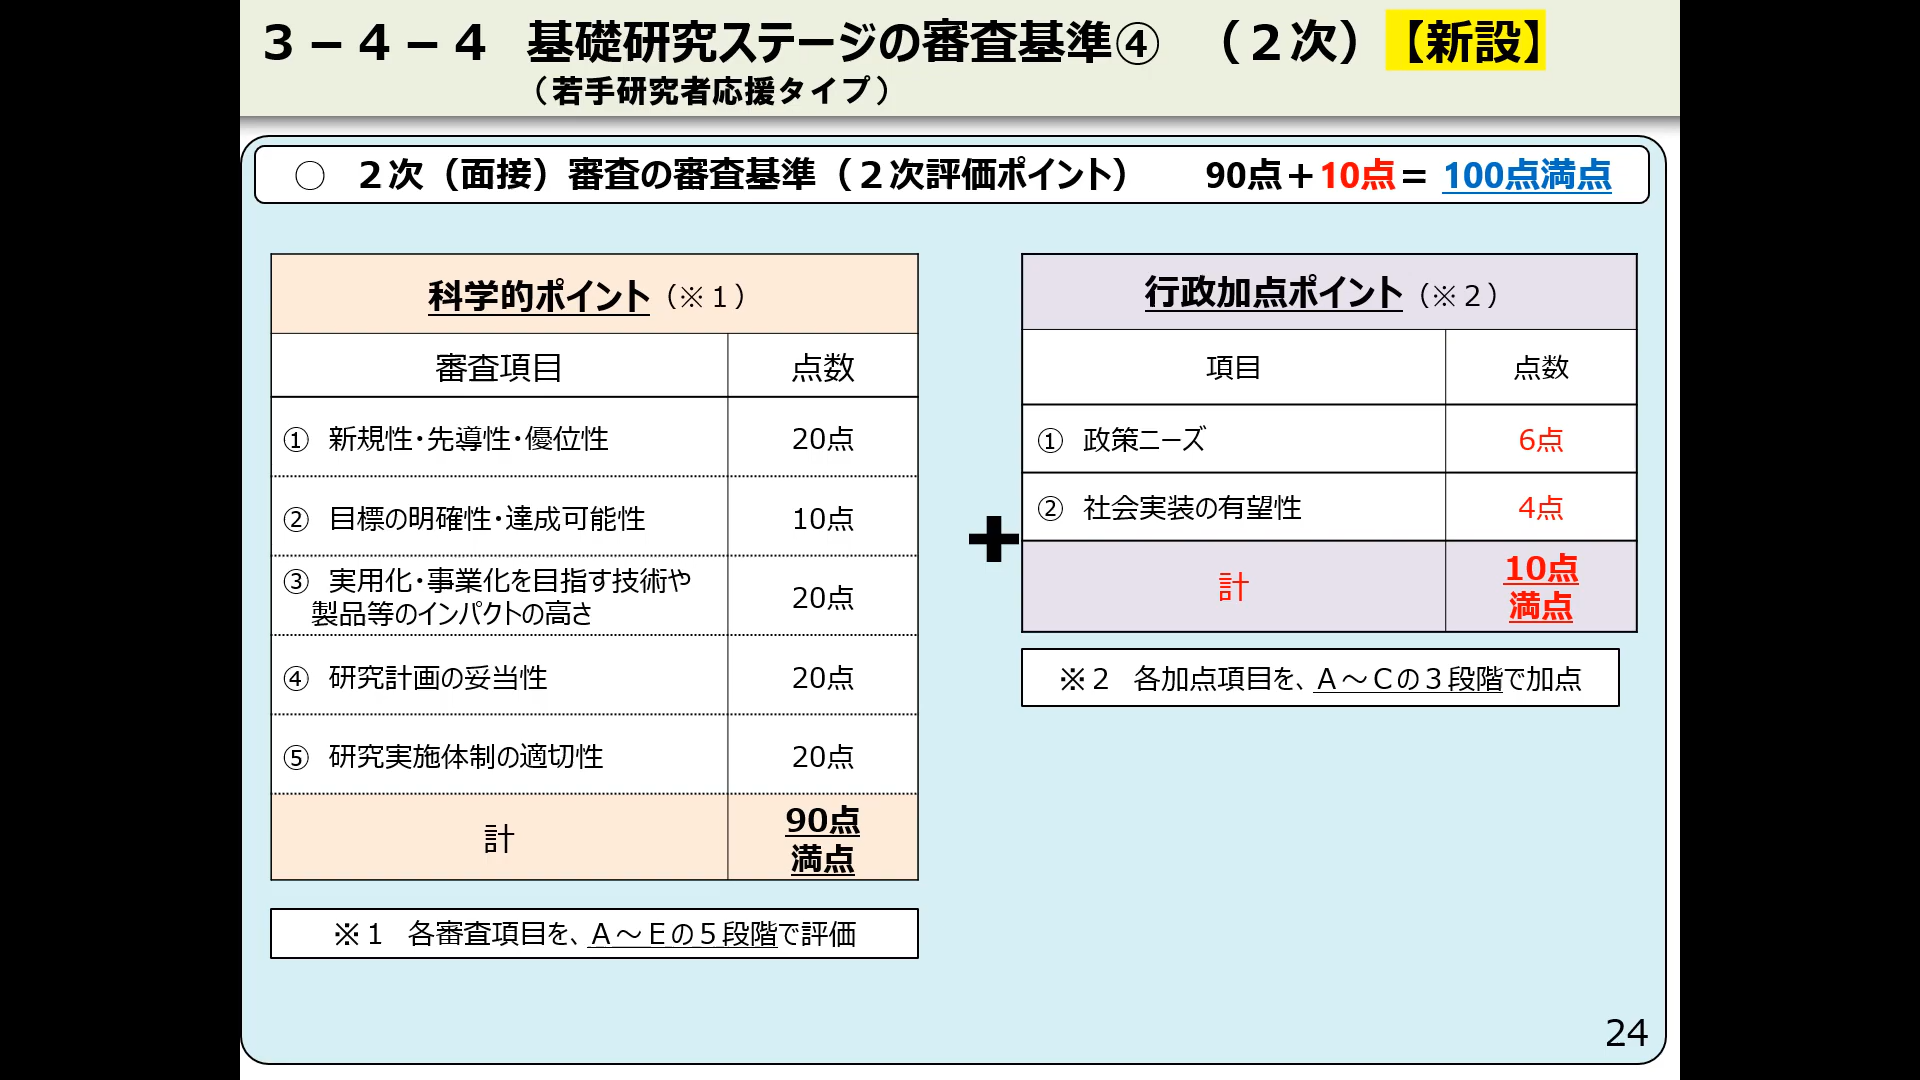 ３－４－４　基礎研究ステージの審査基準④　（２次）【新設】
（若手研究者応援タイプ）
○　２次（面接）審査の審査基準（２次評価ポイント）　　90点＋10点＝ 100点満点
科学的ポイント（※１）
審査項目　点数
①　新規性・先導性・優位性　20点
②　目標の明確性・達成可能性　10点
③　実用化・事業化を目指す技術や
製品等のインパクトの高さ　20点
④　研究計画の妥当性　20点
⑤　研究実施体制の適切性　20点
計　90点
満点
※１　各審査項目を、Ａ～Ｅの５段階で評価
＋
行政加点ポイント（※２）
項目　点数
①　政策ニーズ　6点
②　社会実装の有望性　4点
計　10点
満点
※２　各加点項目を、Ａ～Ｃの３段階で加点
24